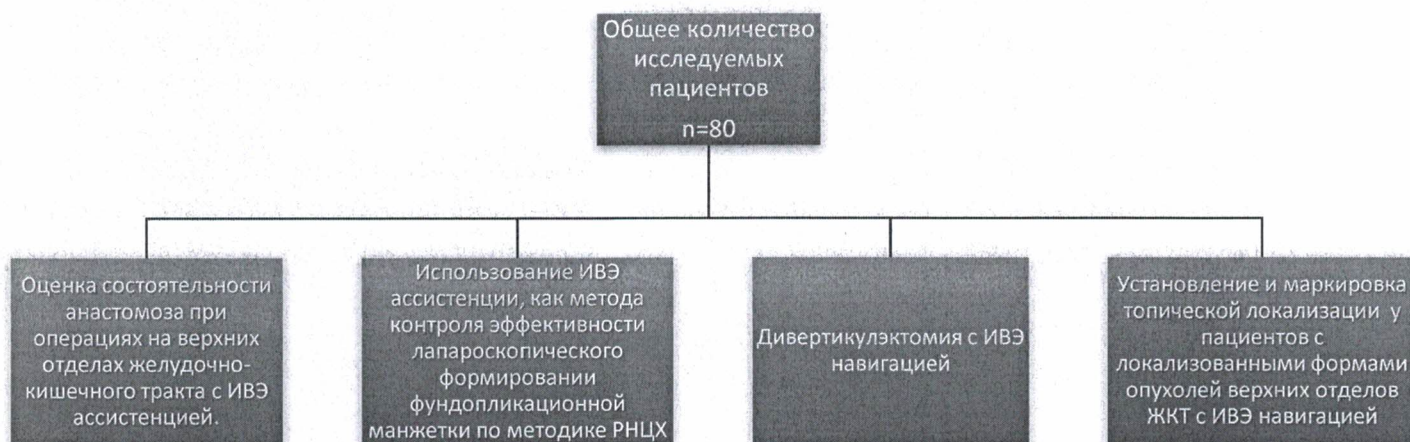 Общее количество
исследуемых
пациентов
n=80
Оценка состоятельности
анастомоза при
операциях на верхних
отделах желудочно-
кишечного тракта с ИВЭ
ассистенцией.
Использование ИВЭ
ассистенции, как метода
контроля эффективности
лапароскопического
формировании
фундопликационной
манжетки по методике РНЦХ
Дивертикулэктомия с ИВЭ
навигацией
Установление и маркировка
топической локализации у
пациентов с
локализованными формами
опухолей верхних отделов
ЖКТ с ИВЭ навигацией